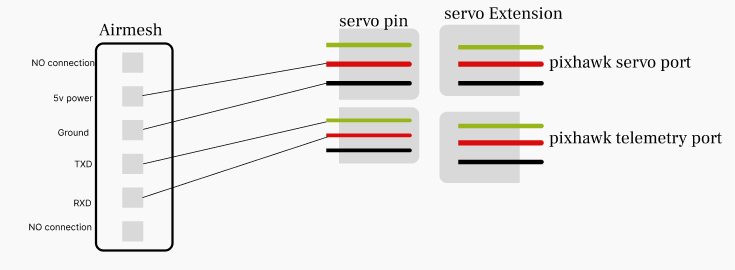 Airmesh
servo pin
servo Extension
NO connection
5v power
Ground
TXD
RXD
NO connection
pixhawk servo port
pixhawk telemetry port